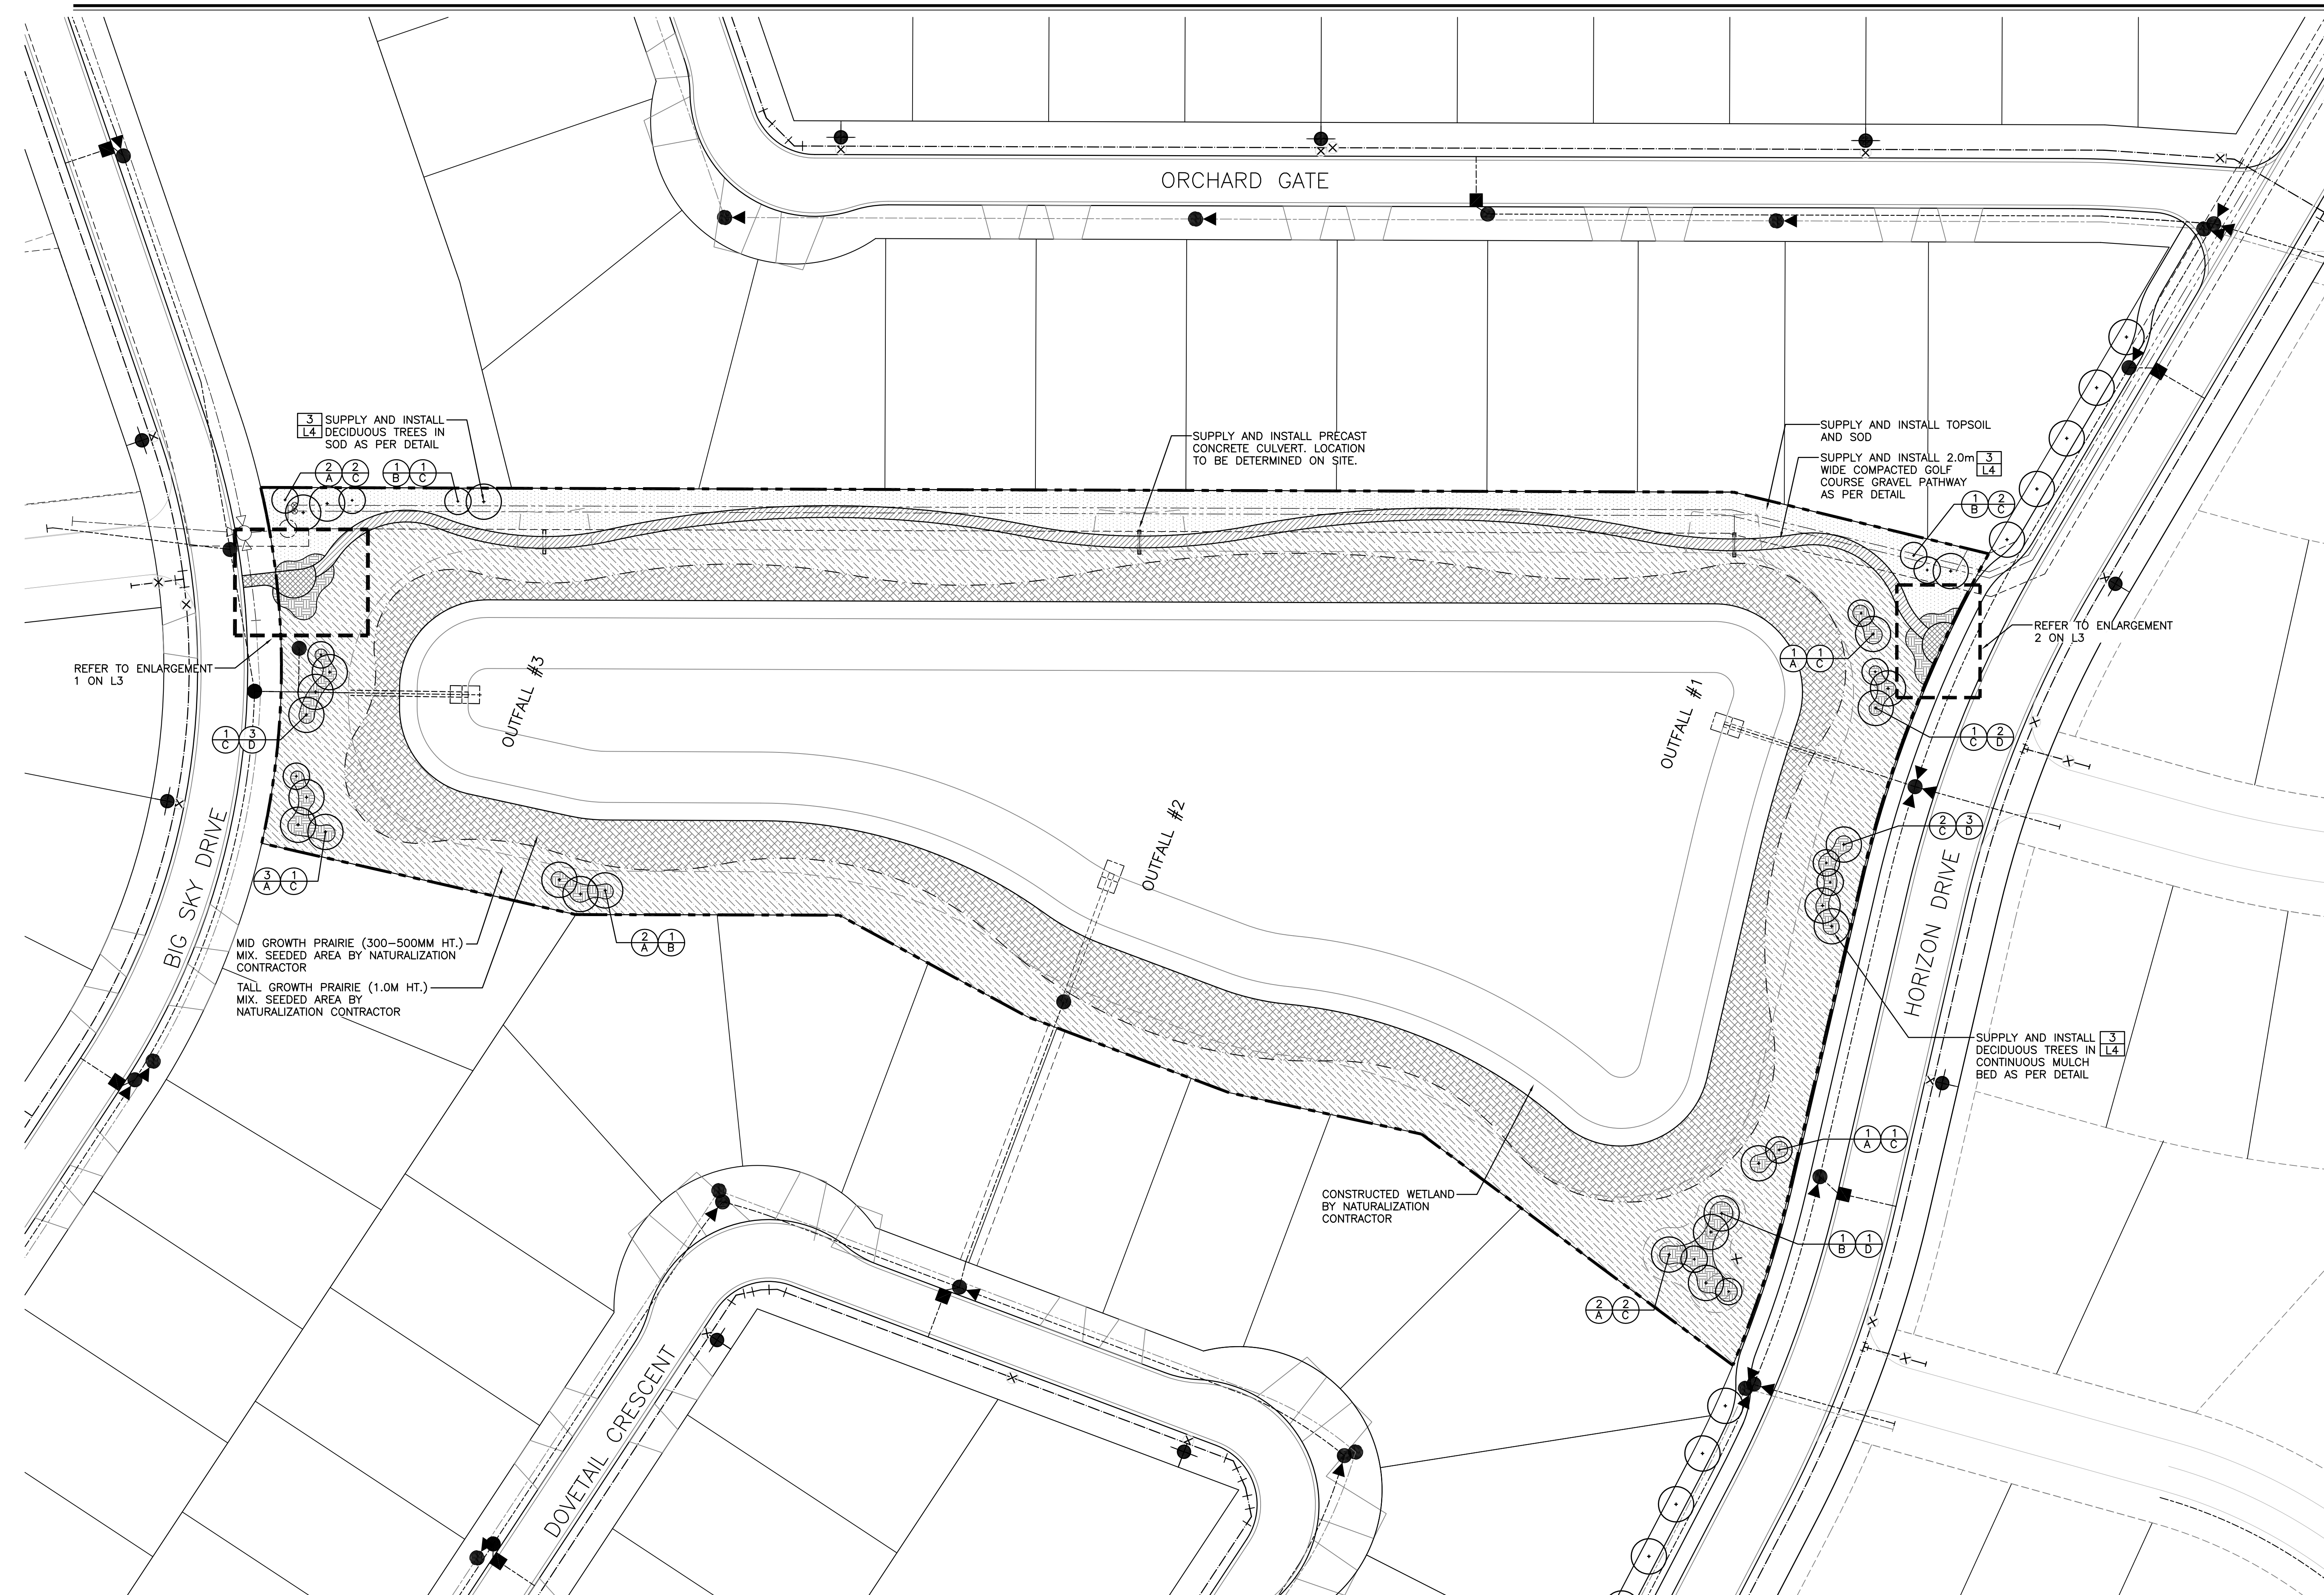 ORCHARD GATE
3
L4
SUPPLY AND INSTALL
DECIDUOUS TREES IN
SOD AS PER DETAIL
2 2 1 1
A C B C
SUPPLY AND INSTALL PRECAST
CONCRETE CULVERT. LOCATION
TO BE DETERMINED ON SITE.
SUPPLY AND INSTALL TOPSOIL
AND SOD
SUPPLY AND INSTALL 2.0m
WIDE COMPACTED GOLF
COURSE GRAVEL PATHWAY
AS PER DETAIL
3
L4
1 2
B C
REFER TO ENLARGEMENT
1 ON L3
REFER TO ENLARGEMENT
2 ON L3
1 1
A C
OUTFALL #3
OUTFALL #1
1 3
C D
1 2
C D
OUTFALL #2
2 3
C D
BIG SKY DRIVE
3 1
A C
HORIZON DRIVE
2 1
A B
MID GROWTH PRAIRIE (300-500MM HT.)
MIX. SEEDED AREA BY NATURALIZATION
CONTRACTOR
TALL GROWTH PRAIRIE (1.0M HT.)
MIX. SEEDED AREA BY
NATURALIZATION CONTRACTOR
SUPPLY AND INSTALL
DECIDUOUS TREES IN
CONTINUOUS MULCH
BED AS PER DETAIL
3
L4
1 1
A C
CONSTRUCTED WETLAND
BY NATURALIZATION
CONTRACTOR
1 1
B D
2 2
A C
DOVETAIL CRESCENT